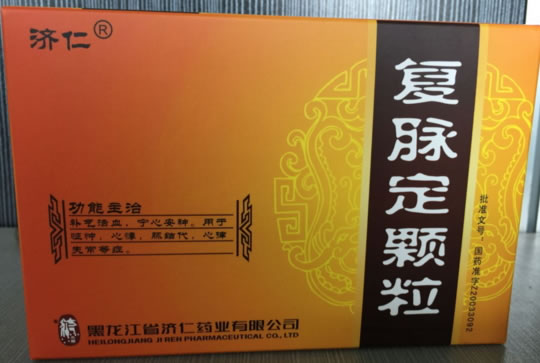 济仁®
复脉定颗粒
批准文号：国药准字Z20033092
功能主治
补气活血，宁心安神。用于
怔忡，心悸，脉结代，心律
失常等症。
黑龙江省济仁药业有限公司
HEILONGJIANG JI REN PHARMACEUTICAL CO., LTD